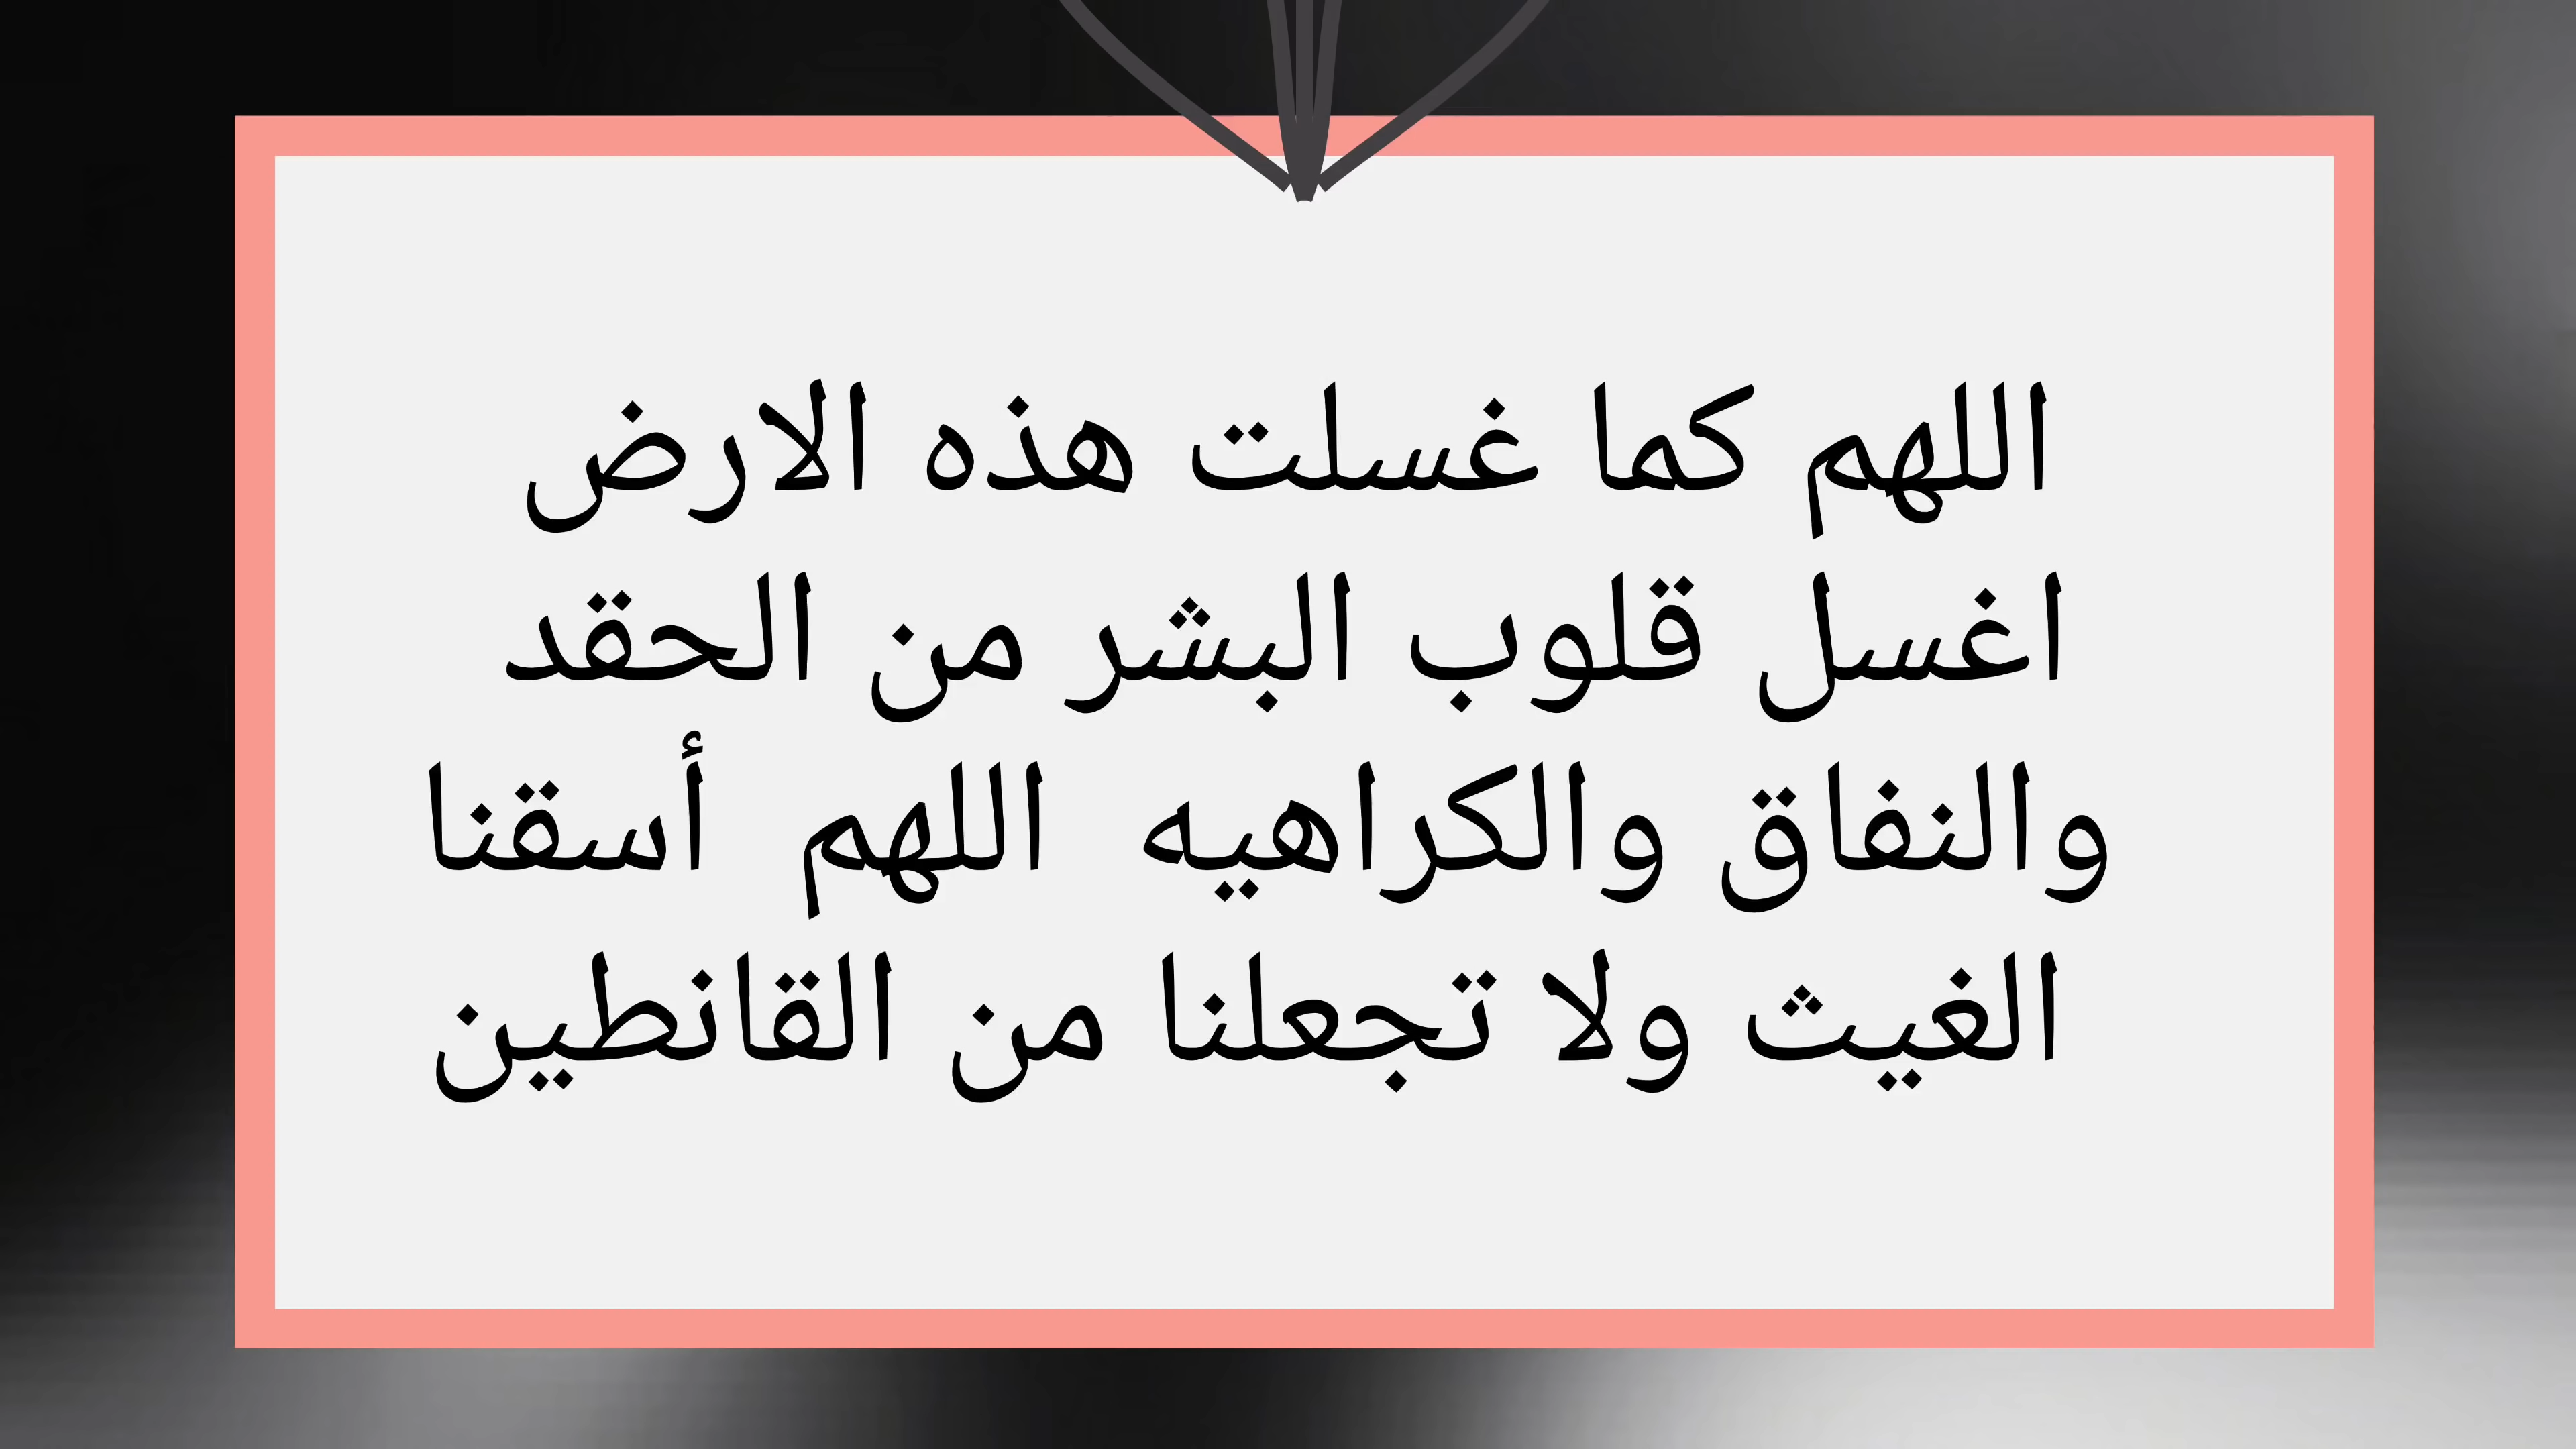 اللهم كما غسلت هذه الارض
اغسل قلوب البشر من الحقد
والنفاق والكراهيه اللهم أسقنا
الغيث ولا تجعلنا من القانطين